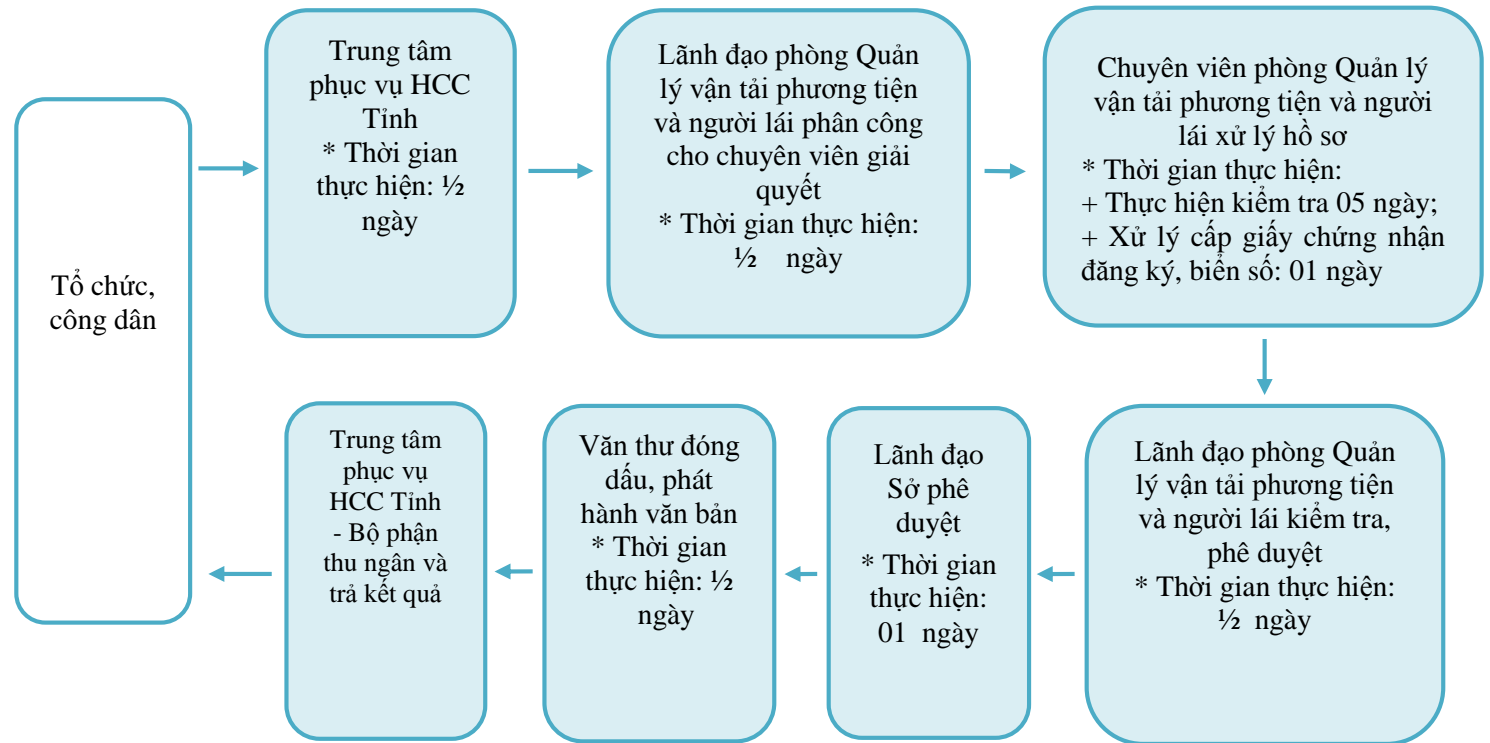 Tổ chức,
công dân
Trung tâm
phục vụ HCC
Tỉnh
* Thời gian
thực hiện: ½
ngày
Lãnh đạo phòng Quản
lý vận tải phương tiện
và người lái phân công
cho chuyên viên giải
quyết
* Thời gian thực hiện:
½ ngày
Chuyên viên phòng Quản lý
vận tải phương tiện và người
lái xử lý hồ sơ
* Thời gian thực hiện:
+ Thực hiện kiểm tra 05 ngày;
+ Xử lý cấp giấy chứng nhận
đăng ký, biển số: 01 ngày
Lãnh đạo phòng Quản
lý vận tải phương tiện
và người lái kiểm tra,
phê duyệt
* Thời gian thực hiện:
½ ngày
Lãnh đạo
Sở phê
duyệt
* Thời gian
thực hiện:
01 ngày
Văn thư đóng
dấu, phát
hành văn bản
* Thời gian
thực hiện: ½
ngày
Trung tâm
phục vụ
HCC Tỉnh
- Bộ phận
thu ngân và
trả kết quả